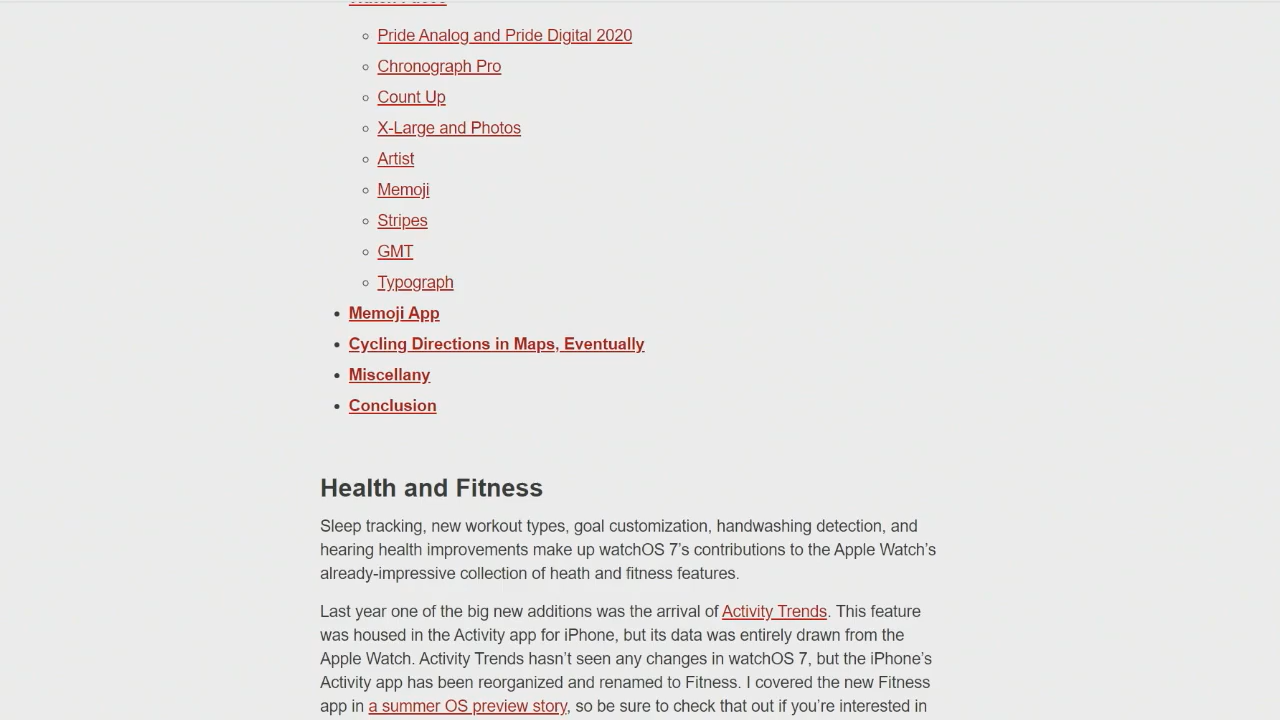 Pride Analog and Pride Digital 2020
Chronograph Pro
Count Up
X-Large and Photos
Artist
Memoji
Stripes
GMT
Typograph
Memoji App
Cycling Directions in Maps, Eventually
Miscellany
Conclusion
Health and Fitness
Sleep tracking, new workout types, goal customization, handwashing detection, and
hearing health improvements make up watchOS 7’s contributions to the Apple Watch’s
already-impressive collection of heath and fitness features.
Last year one of the big new additions was the arrival of Activity Trends. This feature
was housed in the Activity app for iPhone, but its data was entirely drawn from the
Apple Watch. Activity Trends hasn’t seen any changes in watchOS 7, but the iPhone’s
Activity app has been reorganized and renamed to Fitness. I covered the new Fitness
app in a summer OS preview story, so be sure to check that out if you’re interested in